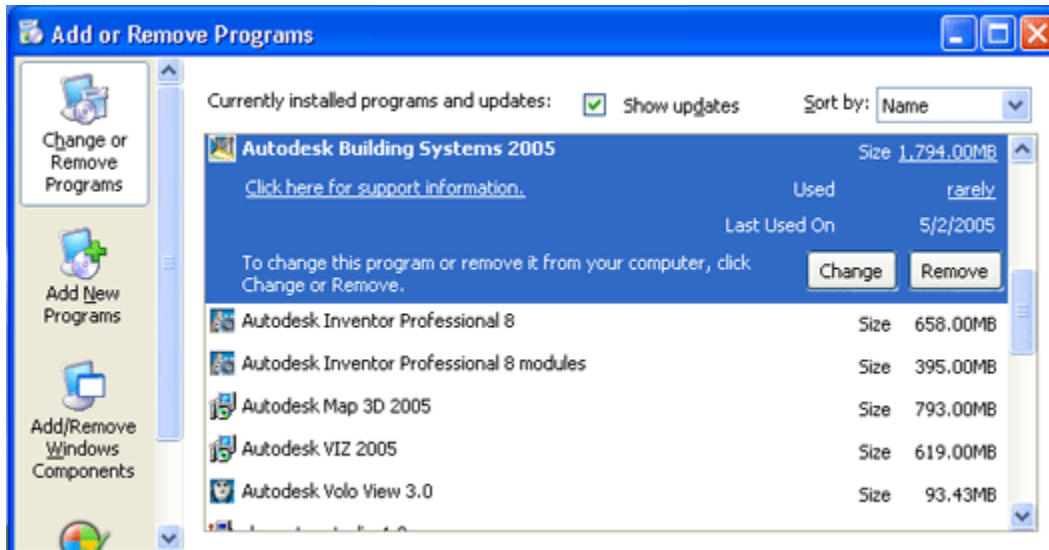 Add or Remove Programs
Change or
Remove
Programs
Add New
Programs
Add/Remove
Windows
Components
Currently installed programs and updates: Show updates Sort by: Name
Autodesk Building Systems 2005 Size 1,794.00MB
Click here for support information. Used rarely
Last Used On 5/2/2005
To change this program or remove it from your computer, click
Change or Remove.
Change Remove
Autodesk Inventor Professional 8 Size 658.00MB
Autodesk Inventor Professional 8 modules Size 395.00MB
Autodesk Map 3D 2005 Size 793.00MB
Autodesk VIZ 2005 Size 619.00MB
Autodesk Volo View 3.0 Size 93.43MB